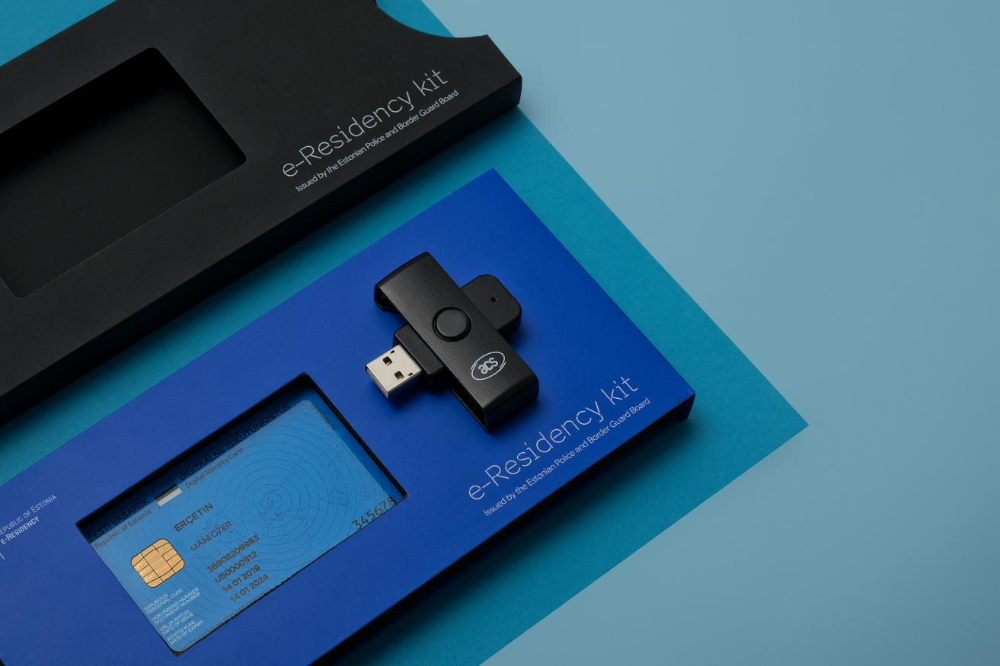 e-Residency kit
Issued by the Estonian Police and Border Guard Board
acs
e-Residency kit
Issued by the Estonian Police and Border Guard Board
REPUBLIC OF ESTONIA
E-RESIDENCY
EESTI VABARIIK
Republic of Estonia
DIGITAALNE ISIKUTUNNISTUS
Digital Identity Card
ERÇETIN
MÂNI ÖZER
36908209993
US0000912
14 01 2019
14 01 2024
345678
ISIKUKOOD
PERSONAL CODE
DOKUMENDI NUMBER
DOCUMENT NUMBER
VÄLJA ANTUD
DATE OF ISSUE
KEHTIV KUNI
DATE OF EXPIRY